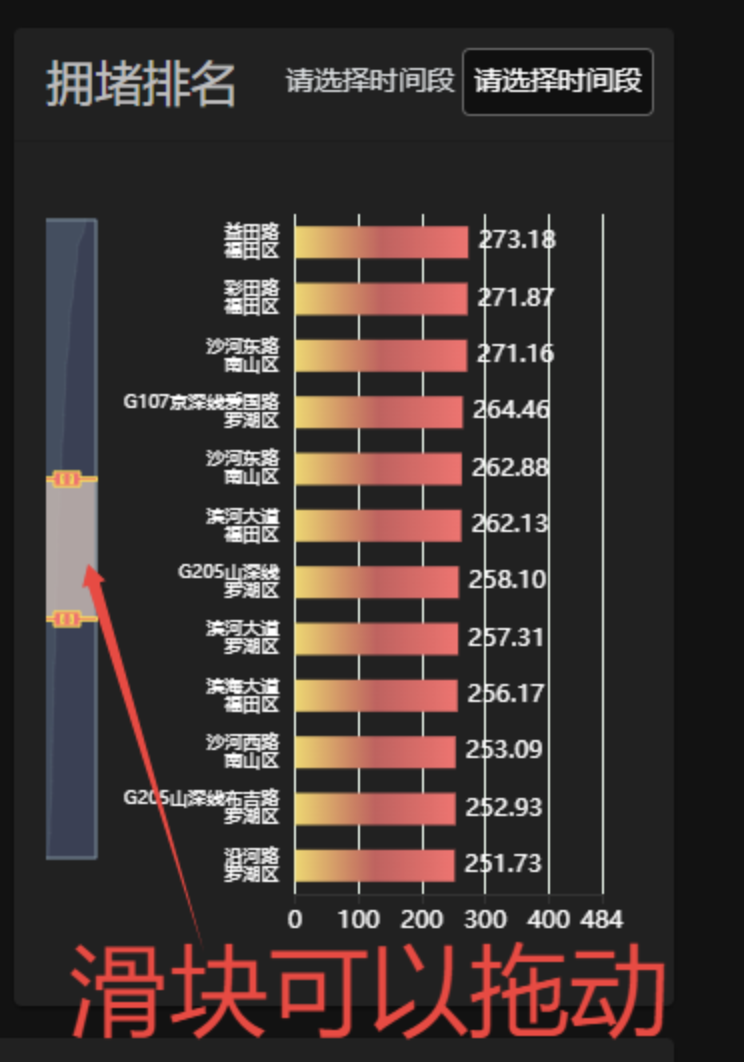 拥堵排名
请选择时间段
请选择时间段
益田路
福田区
273.18
彩田路
福田区
271.87
沙河东路
南山区
271.16
G107京深线爱国路
罗湖区
264.46
沙河东路
南山区
262.88
滨河大道
福田区
262.13
G205山深线
罗湖区
258.10
滨河大道
罗湖区
257.31
滨海大道
福田区
256.17
沙河西路
南山区
253.09
G205山深线布吉路
罗湖区
252.93
沿河路
罗湖区
251.73
0 100 200 300 400 484
滑块可以拖动